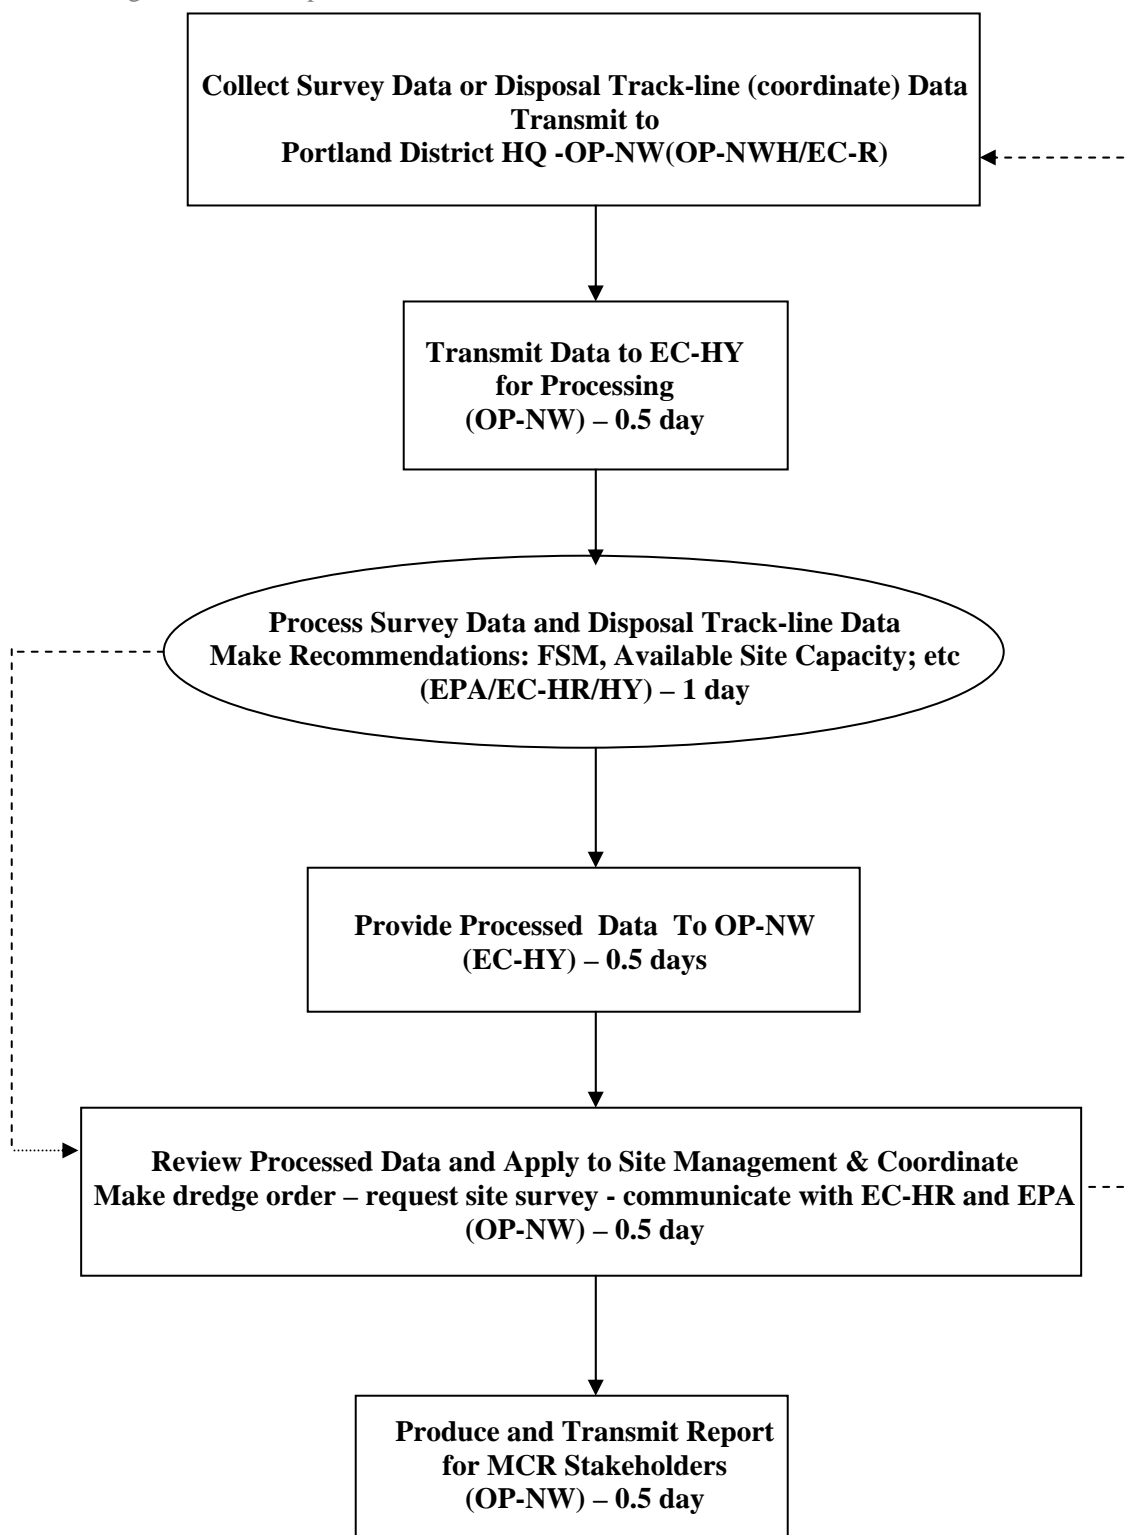 Collect Survey Data or Disposal Track-line (coordinate) Data
Transmit to
Portland District HQ -OP-NW(OP-NWH/EC-R)
Transmit Data to EC-HY
for Processing
(OP-NW) – 0.5 day
Process Survey Data and Disposal Track-line Data
Make Recommendations: FSM, Available Site Capacity; etc
(EPA/EC-HR/HY) – 1 day
Provide Processed Data To OP-NW
(EC-HY) – 0.5 days
Review Processed Data and Apply to Site Management & Coordinate
Make dredge order – request site survey - communicate with EC-HR and EPA
(OP-NW) – 0.5 day
Produce and Transmit Report
for MCR Stakeholders
(OP-NW) – 0.5 day